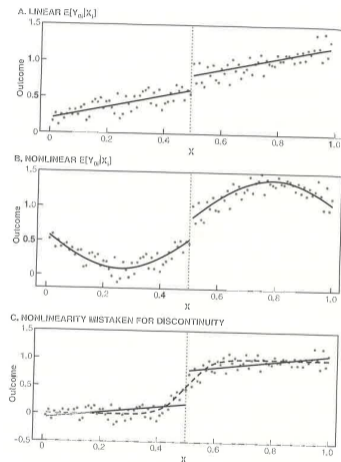 A. LINEAR E[Y₀ᵢ|Xᵢ]
1.5
1.0
0.5
0
Outcome
0 0.2 0.4 0.6 0.8 1.0
X
B. NONLINEAR E[Y₀ᵢ|Xᵢ]
1.5
1.0
0.5
0
Outcome
0 0.2 0.4 0.6 0.8 1.0
X
C. NONLINEARITY MISTAKEN FOR DISCONTINUITY
1.5
1.0
0.5
0
-0.5
Outcome
0 0.2 0.4 0.6 0.8 1.0
X